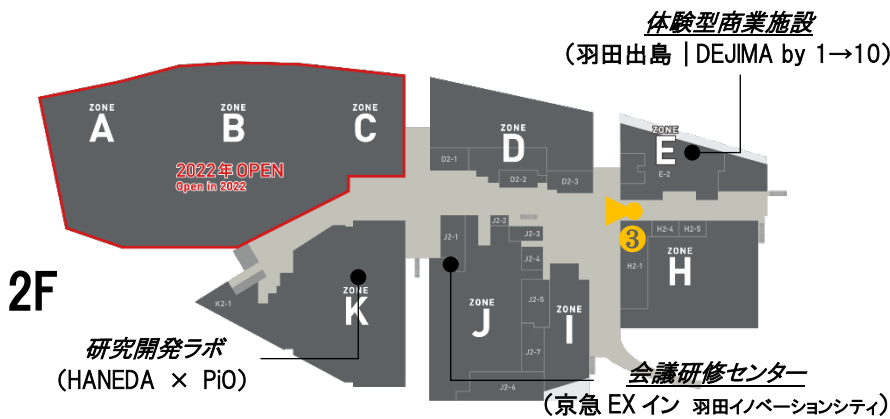 体験型商業施設
（羽田出島 | DEJIMA by 1→10）
ZONE
A
ZONE
B
ZONE
C
2022年 OPEN
Open in 2022
ZONE
D
D2-1
D2-2
D2-3
ZONE
E
E-2
2F
K2-1
ZONE
K
J2-1
J2-2
J2-3
J2-4
J2-5
J2-7
J2-6
ZONE
J
ZONE
I
❸
H2-4
H2-5
H2-1
ZONE
H
研究開発ラボ
（HANEDA × PiO）
会議研修センター
（京急 EX イン 羽田イノベーションシティ）